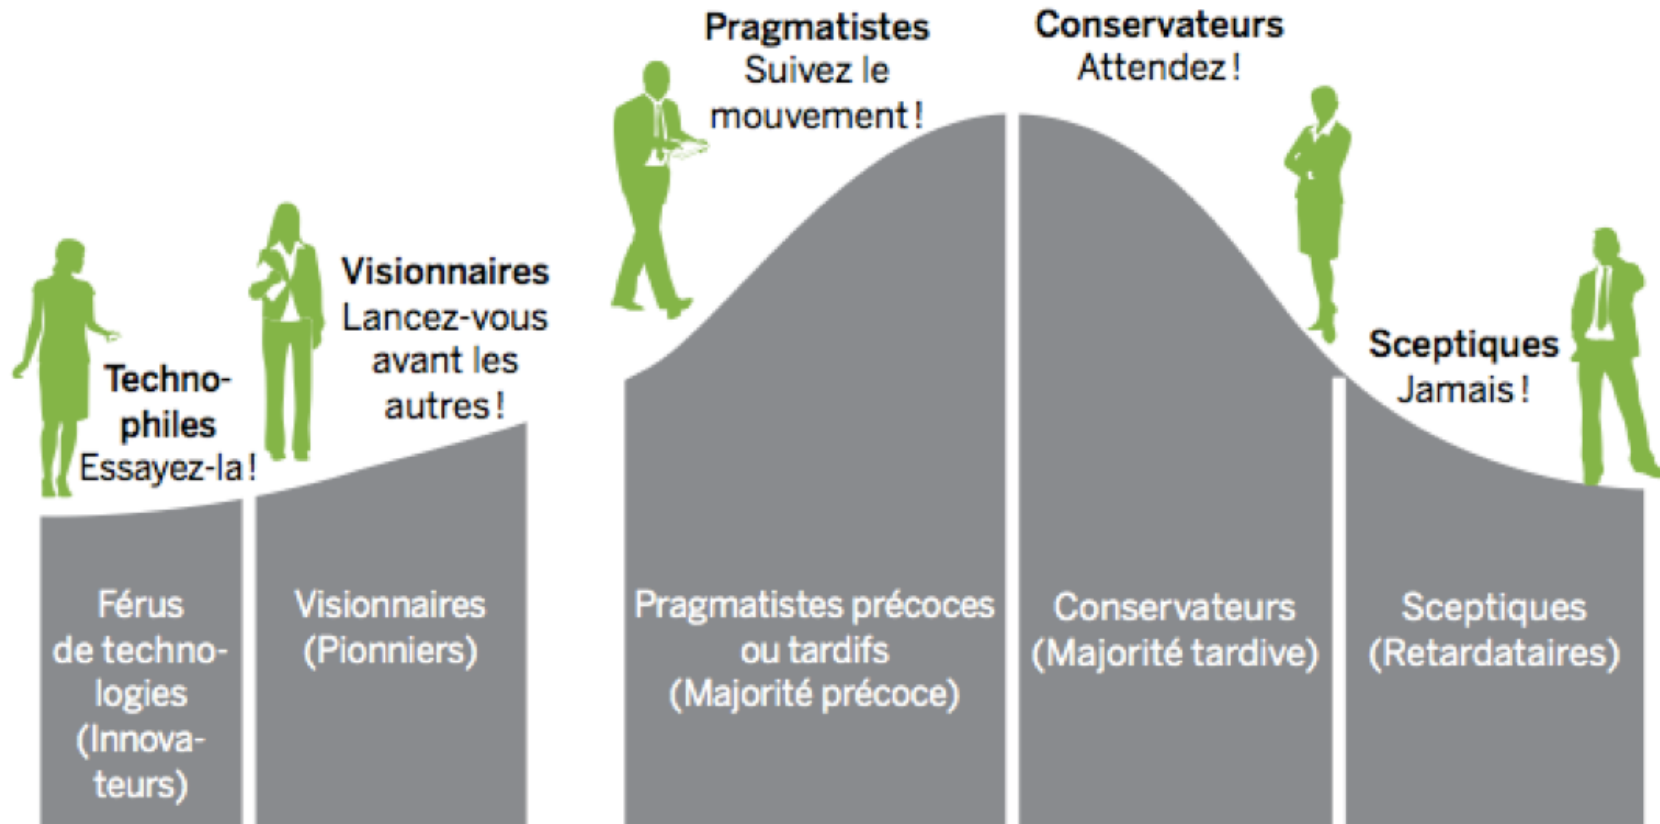 Pragmatistes
Suivez le
mouvement !
Conservateurs
Attendez !
Visionnaires
Lancez-vous
avant les
autres !
Techno-
philes
Essayez-la !
Sceptiques
Jamais !
Férus
de techno-
logies
(Innova-
teurs)
Visionnaires
(Pionniers)
Pragmatistes précoces
ou tardifs
(Majorité précoce)
Conservateurs
(Majorité tardive)
Sceptiques
(Retardataires)